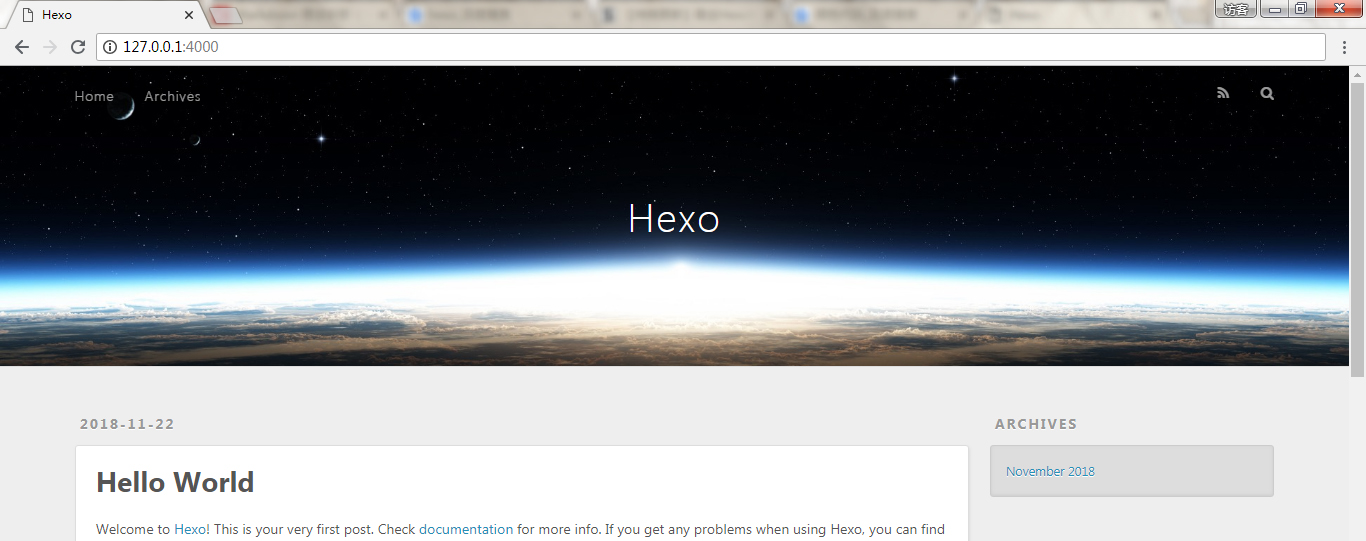 Hexo
访客
127.0.0.1:4000
Home Archives
Hexo
2018-11-22
ARCHIVES
Hello World
November 2018
Welcome to Hexo! This is your very first post. Check documentation for more info. If you get any problems when using Hexo, you can find